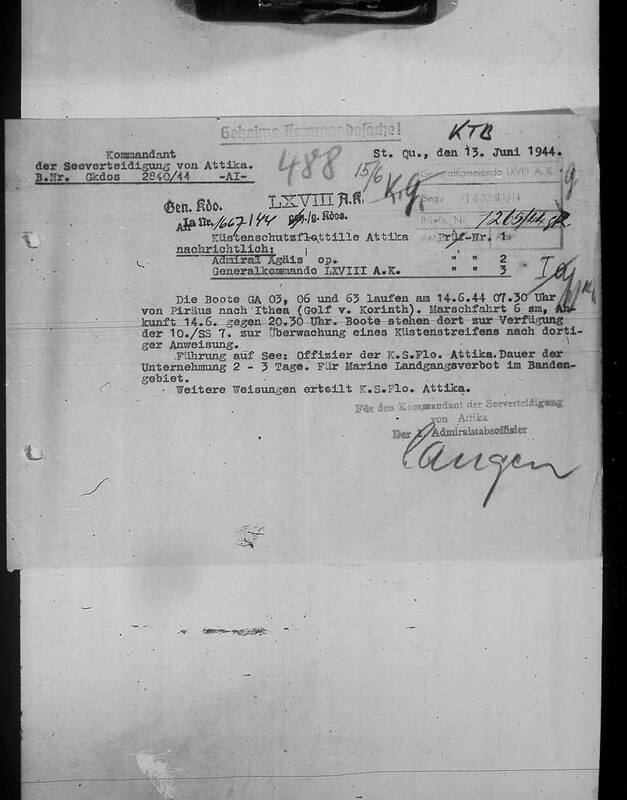 Geheime Kommandosache!
KTB
Kommandant
der Seeverteidigung von Attika.
B.Nr. Gkdos 2840/44 -AI-
St. Qu., den 13. Juni 1944.
488
15/6
Generalkommando LXVIII A.K.
Gen. Kdo. LXVIII A.K.
Ia Nr. 1667/44 g. Kdos.
An
Küstenschutzflottille Attika Prüf-Nr. 1
nachrichtlich:
Admiral Ägäis op. " " 2
Generalkommando LXVIII A.K. " " 3
Die Boote GA 03, 06 und 63 laufen am 14.6.44 07.30 Uhr
von Piräus nach Ithea (Golf v. Korinth). Marschfahrt 6 sm, An-
kunft 14.6. gegen 20.30 Uhr. Boote stehen dort zur Verfügung
der 10./SS 7. zur Überwachung eines Küstenstreifens nach dorti-
ger Anweisung.
Führung auf See: Offizier der K.S.Flo. Attika.Dauer der
Unternehmung 2 - 3 Tage. Für Marine Landgangsverbot im Banden-
gebiet.
Weitere Weisungen erteilt K.S.Flo. Attika.
Für den Kommandant der Seeverteidigung
von Attika
Der Admiralstabsoffizier
Langen